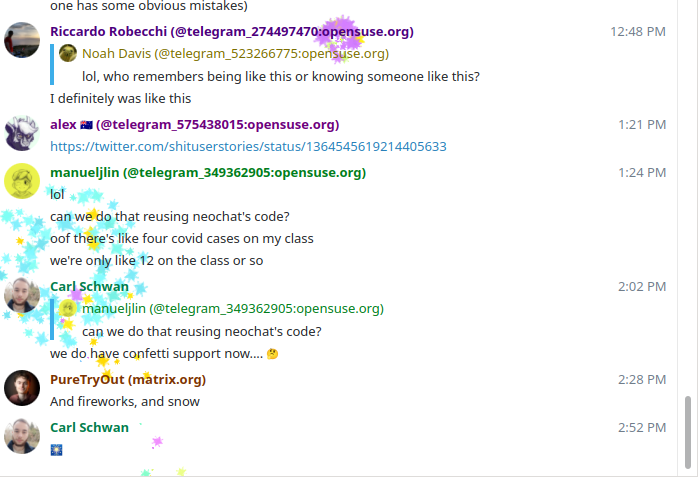 one has some obvious mistakes)
Riccardo Robecchi (@telegram_274497470:opensuse.org) 12:48 PM
Noah Davis (@telegram_523266775:opensuse.org)
lol, who remembers being like this or knowing someone like this?
I definitely was like this
alex 🇦🇺 (@telegram_575438015:opensuse.org) 1:21 PM
https://twitter.com/shituserstories/status/1364545619214405633
manueljlin (@telegram_349362905:opensuse.org) 1:24 PM
lol
can we do that reusing neochat's code?
oof there's like four covid cases on my class
we're only like 12 on the class or so
Carl Schwan 2:02 PM
manueljlin (@telegram_349362905:opensuse.org)
can we do that reusing neochat's code?
we do have confetti support now.... 🤔
PureTryOut (matrix.org) 2:28 PM
And fireworks, and snow
Carl Schwan 2:52 PM
🎆